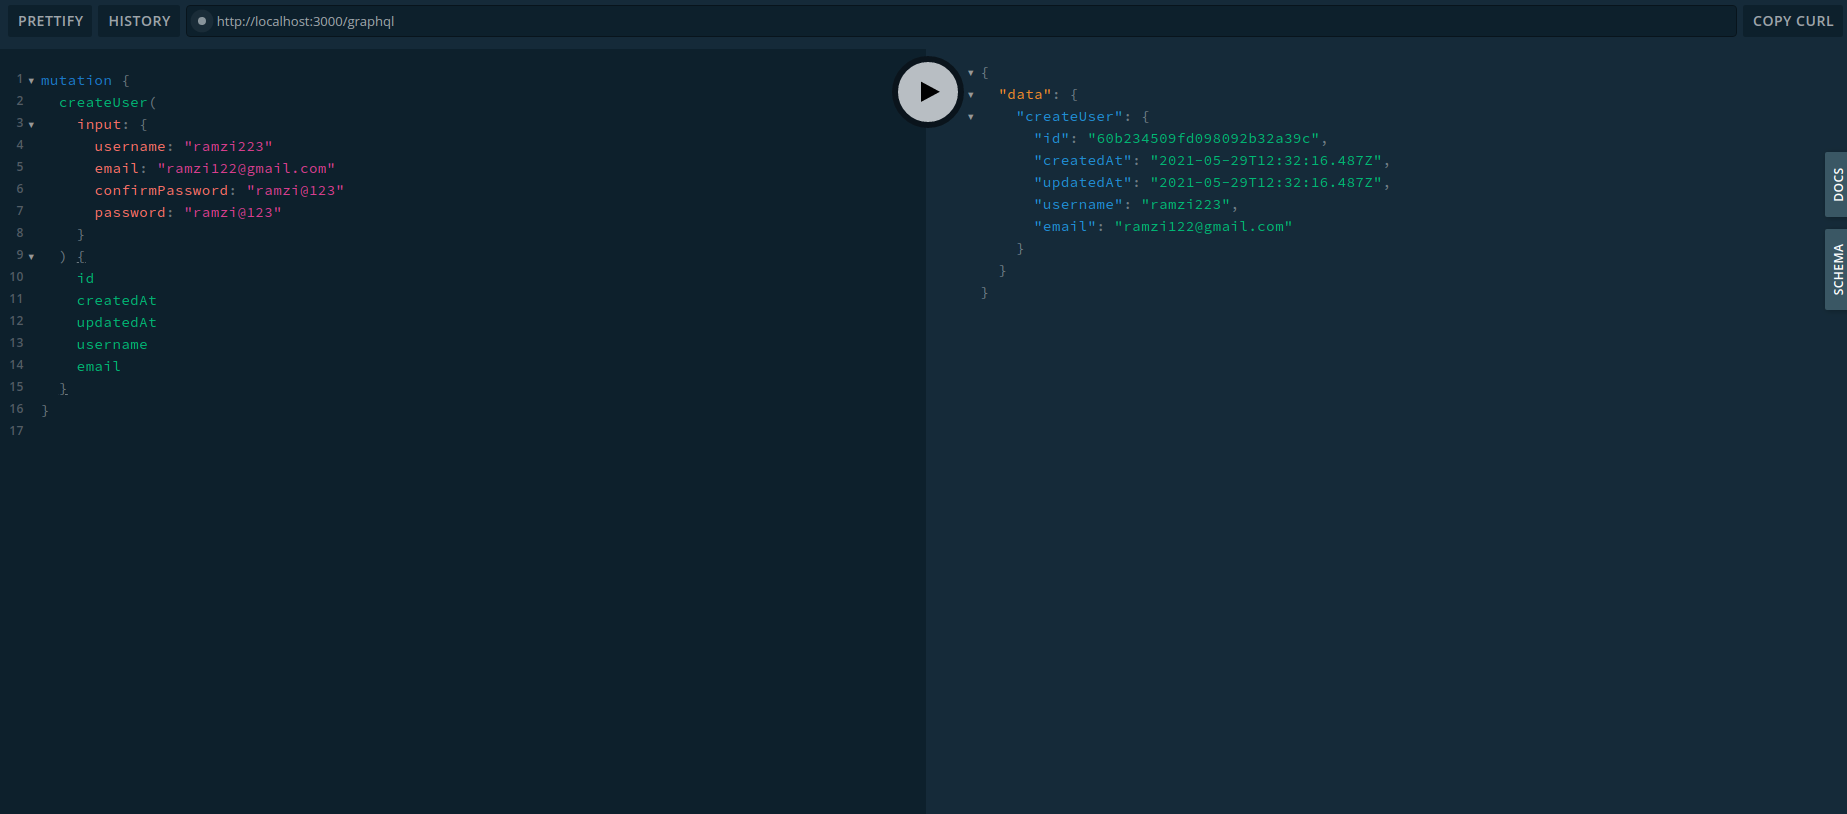 PRETTIFY HISTORY http://localhost:3000/graphql COPY CURL
1 mutation {
2 createUser(
3 input: {
4 username: "ramzi223"
5 email: "ramzi122@gmail.com"
6 confirmPassword: "ramzi@123"
7 password: "ramzi@123"
8 }
9 ) {
10 id
11 createdAt
12 updatedAt
13 username
14 email
15 }
16 }
17
{
"data": {
"createUser": {
"id": "60b234509fd098092b32a39c",
"createdAt": "2021-05-29T12:32:16.487Z",
"updatedAt": "2021-05-29T12:32:16.487Z",
"username": "ramzi223",
"email": "ramzi122@gmail.com"
}
}
}
DOCS
SCHEMA